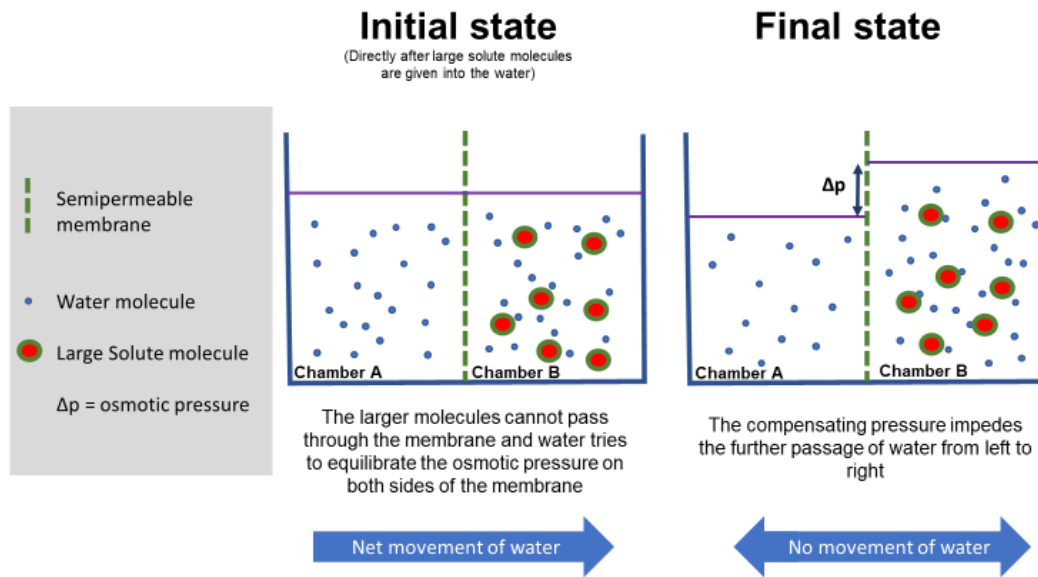 Initial state
(Directly after large solute molecules
are given into the water)
Final state
Semipermeable
membrane
Water molecule
Large Solute molecule
Δp = osmotic pressure
Chamber A
Chamber B
Δp
Chamber A
Chamber B
The larger molecules cannot pass
through the membrane and water tries
to equilibrate the osmotic pressure on
both sides of the membrane
The compensating pressure impedes
the further passage of water from left to
right
Net movement of water
No movement of water